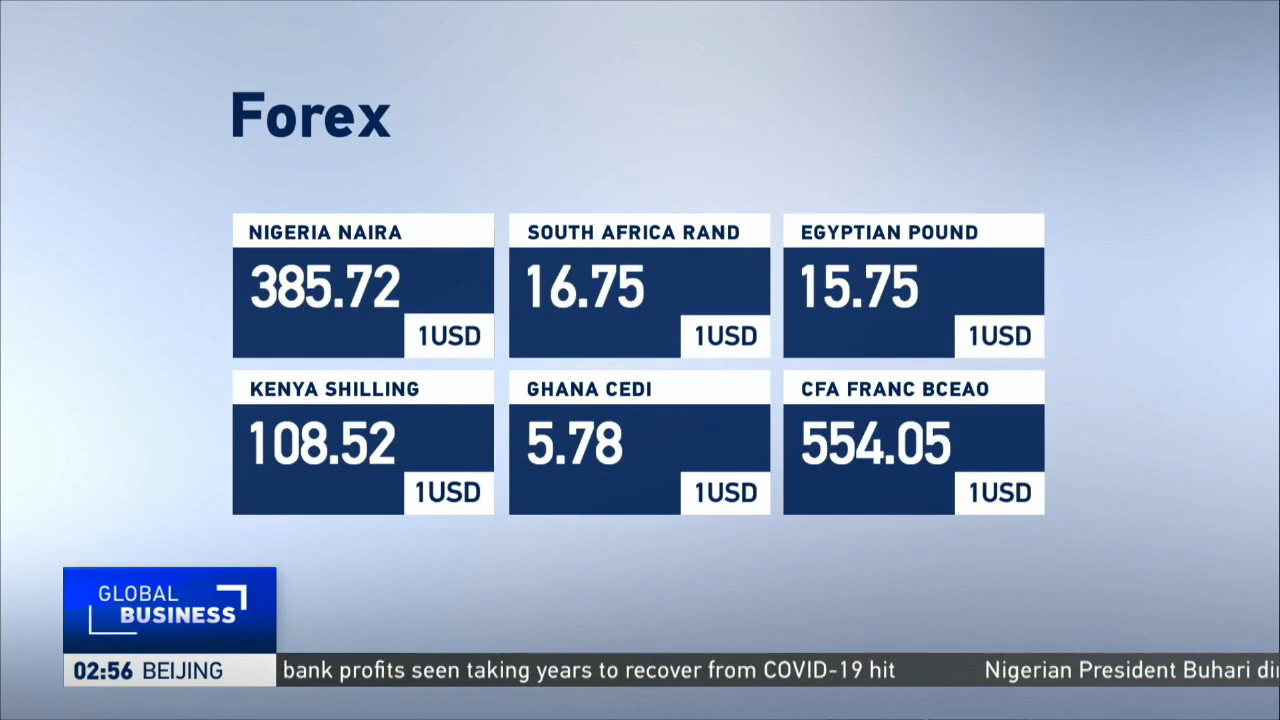 Forex
NIGERIA NAIRA
385.72
1USD
SOUTH AFRICA RAND
16.75
1USD
EGYPTIAN POUND
15.75
1USD
KENYA SHILLING
108.52
1USD
GHANA CEDI
5.78
1USD
CFA FRANC BCEAO
554.05
1USD
GLOBAL
BUSINESS
02:56 BEIJING
bank profits seen taking years to recover from COVID-19 hit
Nigerian President Buhari